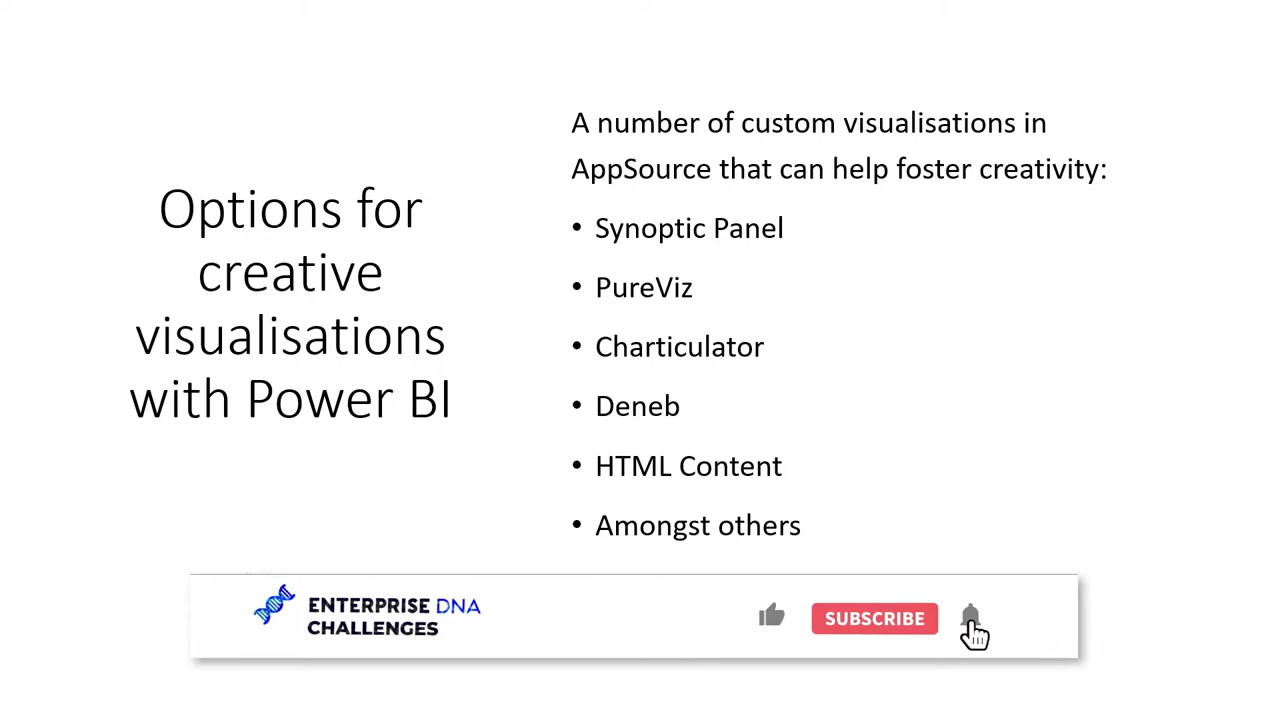 Options for
creative
visualisations
with Power BI
A number of custom visualisations in
AppSource that can help foster creativity:
• Synoptic Panel
• PureViz
• Charticulator
• Deneb
• HTML Content
• Amongst others
ENTERPRISE DNA
CHALLENGES
SUBSCRIBE